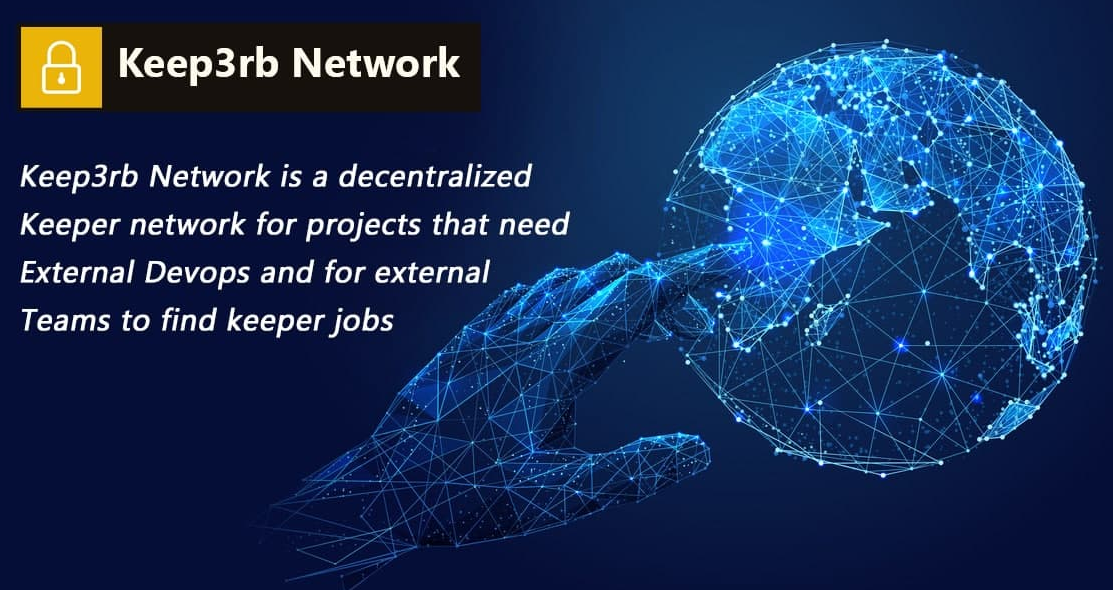 Keep3rb Network
Keep3rb Network is a decentralized
Keeper network for projects that need
External Devops and for external
Teams to find keeper jobs